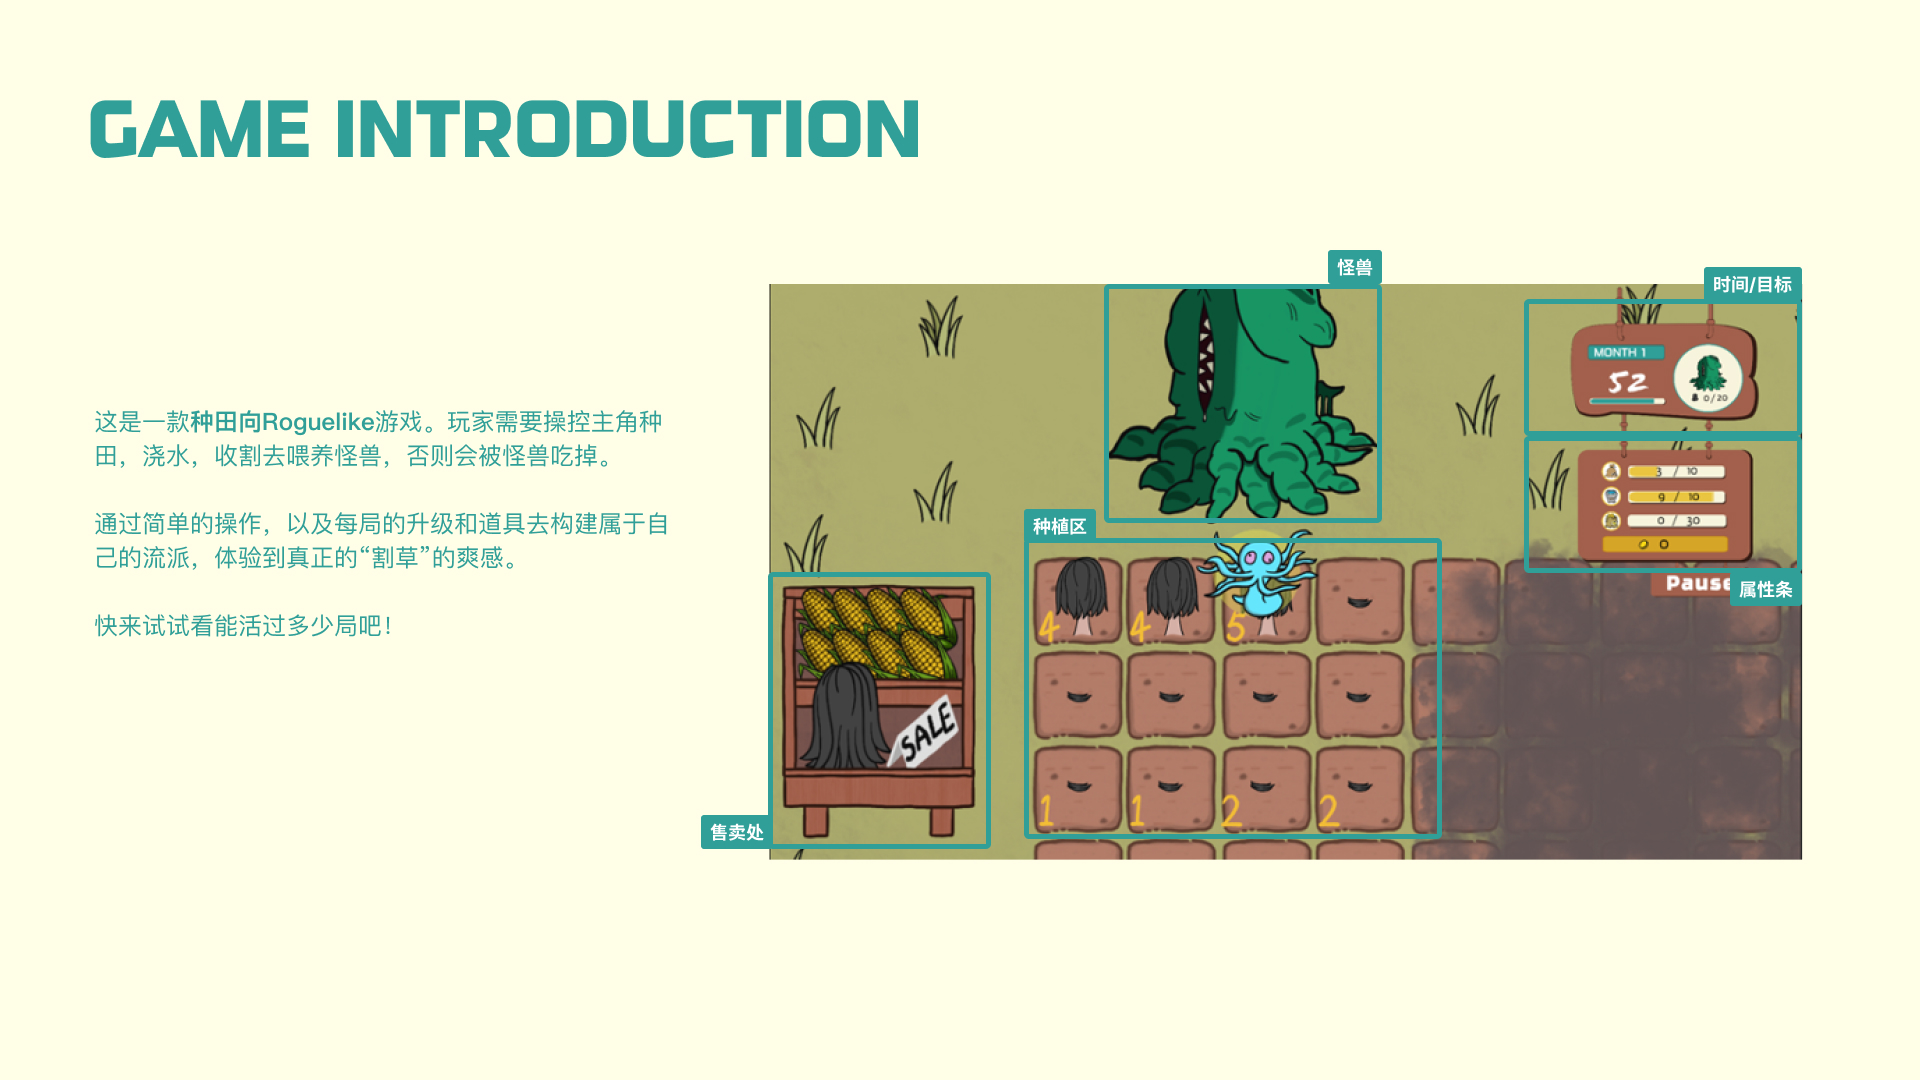 GAME INTRODUCTION
这是一款种田向Roguelike游戏。玩家需要操控主角种
田，浇水，收割去喂养怪兽，否则会被怪兽吃掉。
通过简单的操作，以及每局的升级和道具去构建属于自
己的流派，体验到真正的“割草”的爽感。
快来试试看能活过多少局吧！
怪兽
时间/目标
MONTH 1
52
0/20
3 / 10
9 / 10
0 / 30
0
Pause
属性条
种植区
4
4
5
1
1
2
2
SALE
售卖处